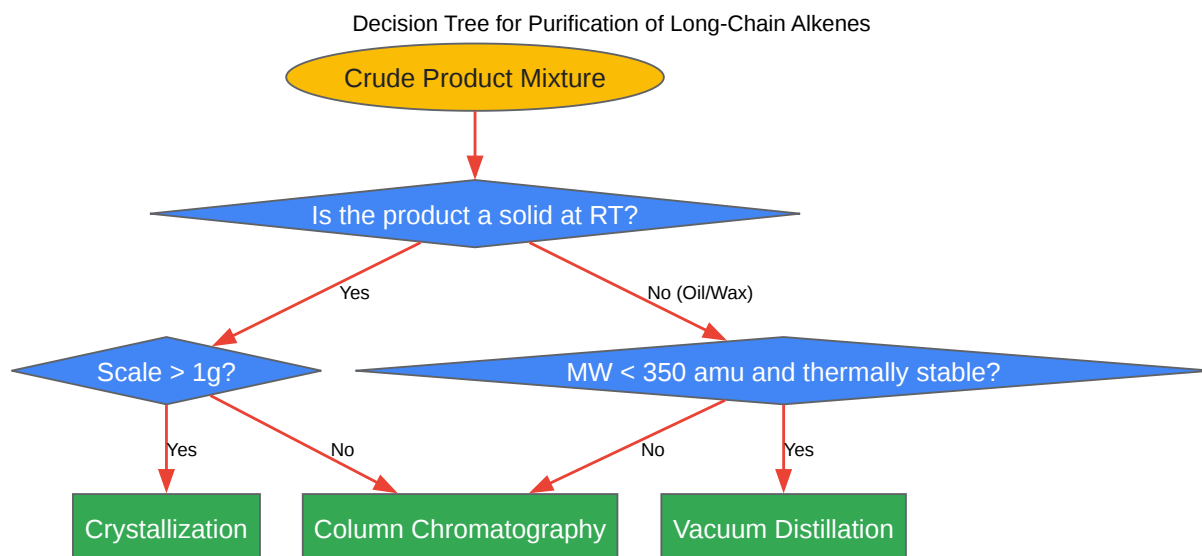 Decision Tree for Purification of Long-Chain Alkenes
Crude Product Mixture
Is the product a solid at RT?
Yes
No (Oil/Wax)
Scale > 1g?
MW < 350 amu and thermally stable?
Yes
No
No
Yes
Crystallization
Column Chromatography
Vacuum Distillation